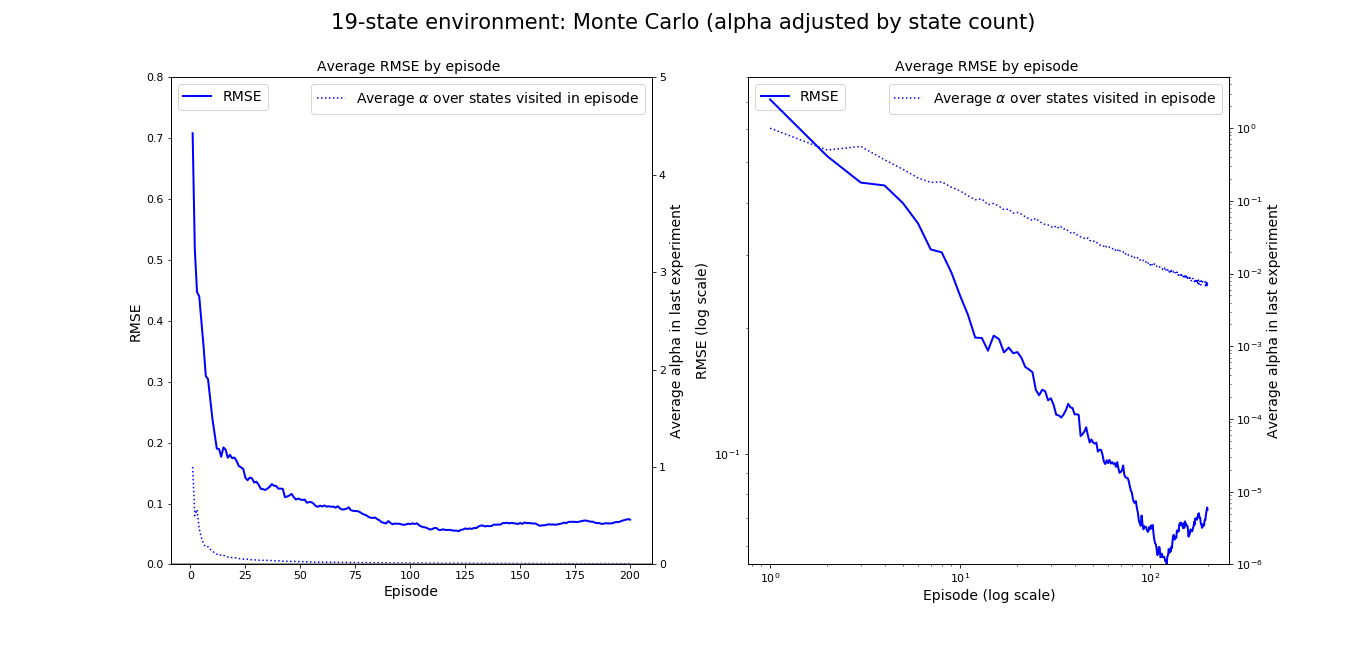 19-state environment: Monte Carlo (alpha adjusted by state count)
Average RMSE by episode
RMSE
Average α over states visited in episode
0.8
0.7
0.6
0.5
0.4
0.3
0.2
0.1
0.0
RMSE
0
25
50
75
100
125
150
175
200
Episode
5
4
3
2
1
0
Average alpha in last experiment
Average RMSE by episode
RMSE
Average α over states visited in episode
10⁻¹
RMSE (log scale)
10⁰
10¹
10²
Episode (log scale)
10⁰
10⁻¹
10⁻²
10⁻³
10⁻⁴
10⁻⁵
10⁻⁶
Average alpha in last experiment